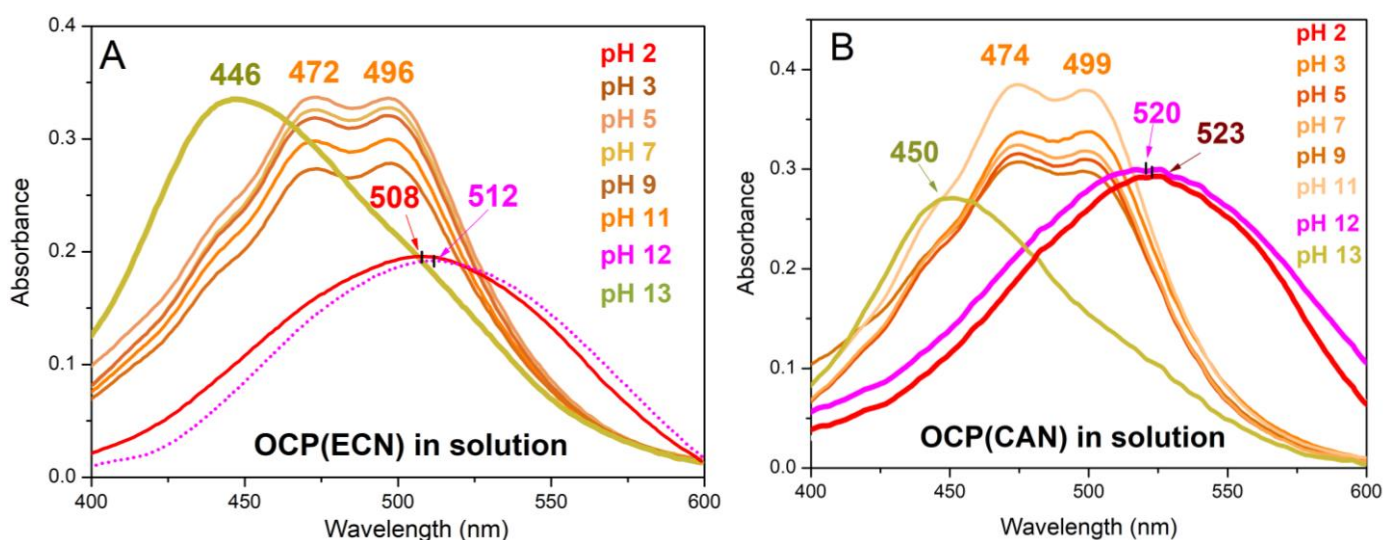 A
446 472 496
508 512
pH 2
pH 3
pH 5
pH 7
pH 9
pH 11
pH 12
pH 13
OCP(ECN) in solution
0.4
0.3
0.2
0.1
0.0
Absorbance
400 450 500 550 600
Wavelength (nm)
B
474 499
450
520
523
pH 2
pH 3
pH 5
pH 7
pH 9
pH 11
pH 12
pH 13
OCP(CAN) in solution
0.4
0.3
0.2
0.1
0.0
Absorbance
400 450 500 550 600
Wavelength (nm)